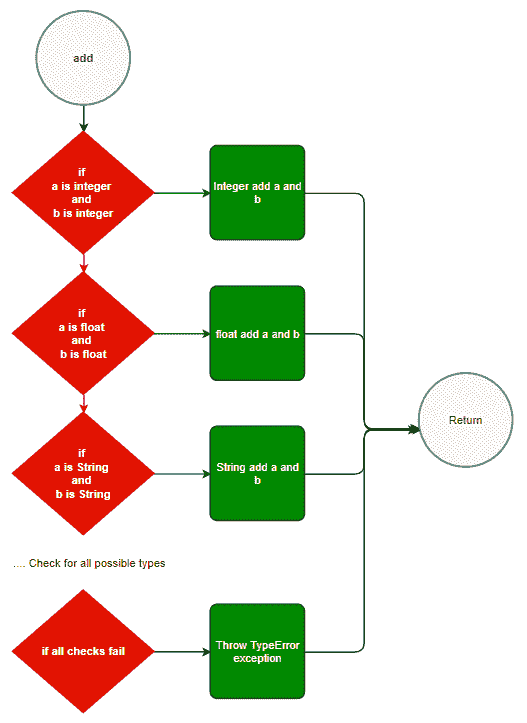 add
if
a is integer
and
b is integer
Integer add a and
b
if
a is float
and
b is float
float add a and b
Return
if
a is String
and
b is String
String add a and
b
.... Check for all possible types
if all checks fail
Throw TypeError
exception